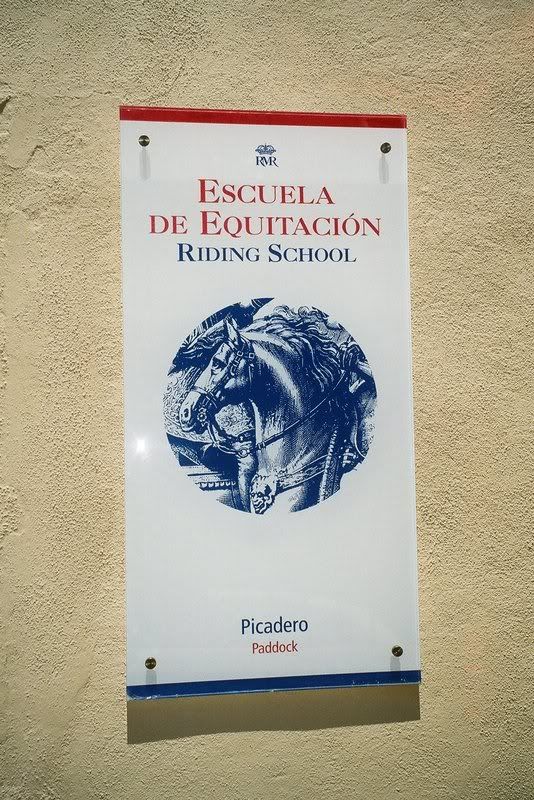 RMR
ESCUELA
DE EQUITACIÓN
RIDING SCHOOL
Picadero
Paddock